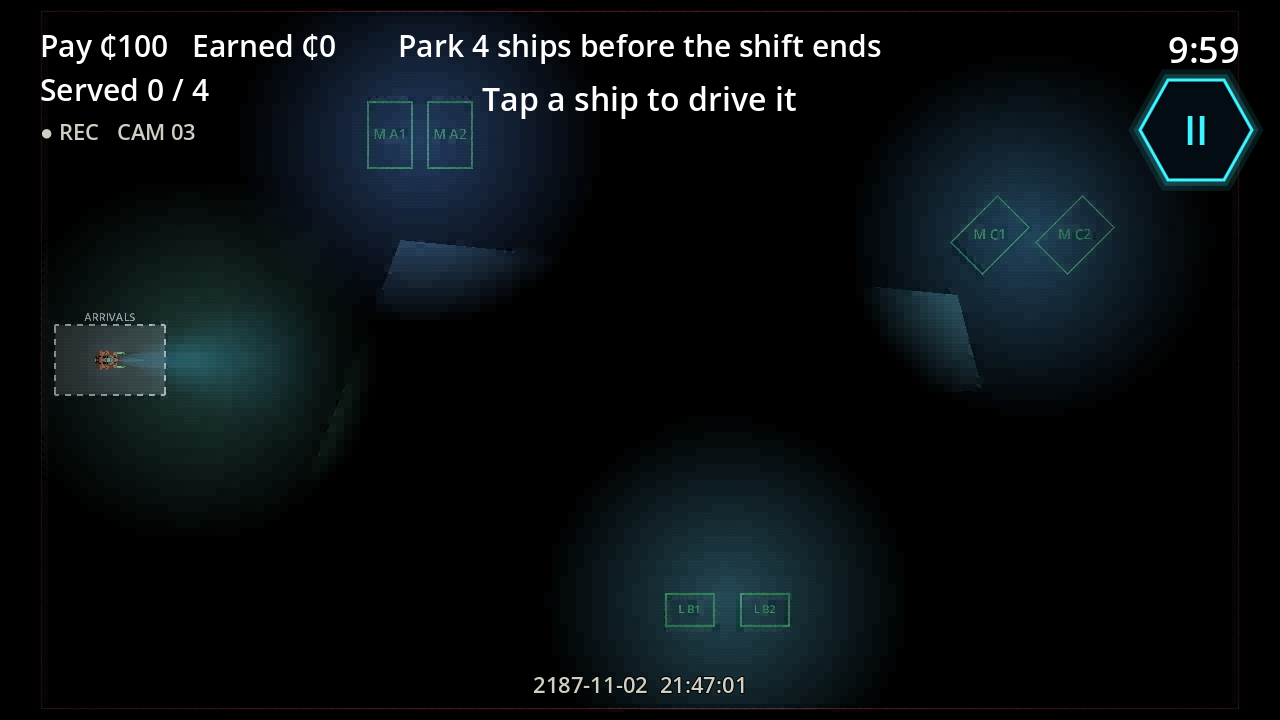 Pay ₵100 Earned ₵0
Park 4 ships before the shift ends
9:59
Served 0 / 4
Tap a ship to drive it
● REC CAM 03
M A1
M A2
M C1
M C2
ARRIVALS
L B1
L B2
2187-11-02 21:47:01